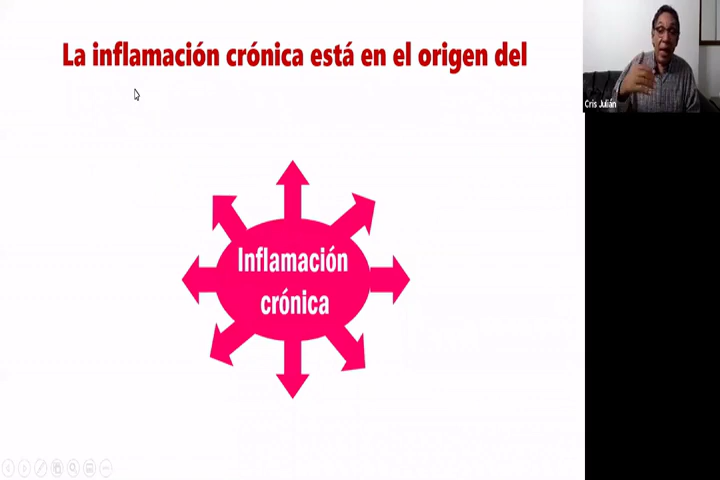 La inflamación crónica está en el origen del
Cris Julián
Inflamación
crónica